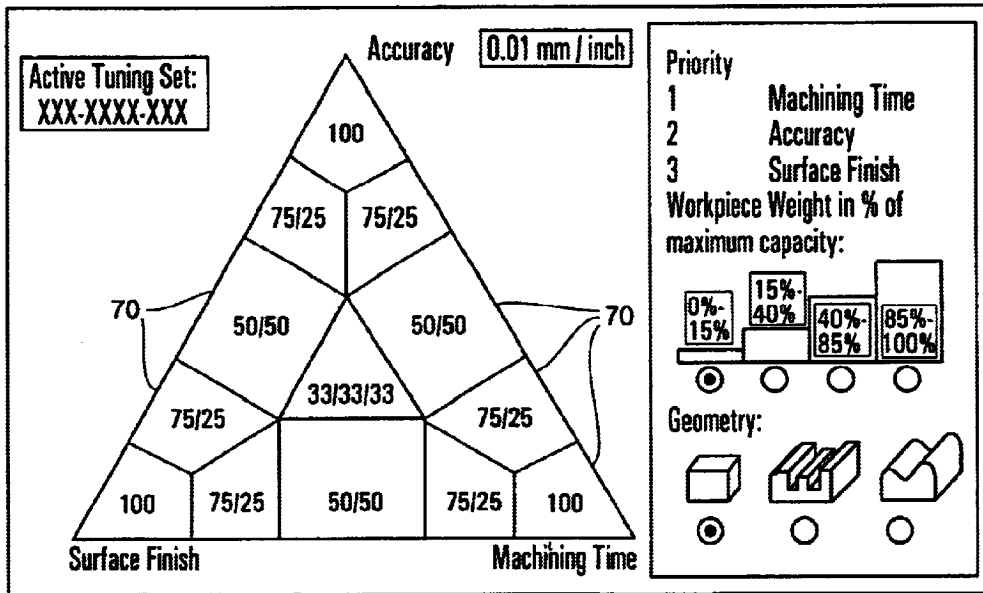 Accuracy
0.01 mm / inch
Active Tuning Set:
XXX-XXXX-XXX
100
75/25 75/25
70
50/50 50/50
70
33/33/33
75/25 75/25
100 75/25 50/50 75/25 100
Surface Finish
Machining Time
Priority
1 Machining Time
2 Accuracy
3 Surface Finish
Workpiece Weight in % of
maximum capacity:
0%-
15%
15%-
40%
40%-
85%
85%-
100%
Geometry: